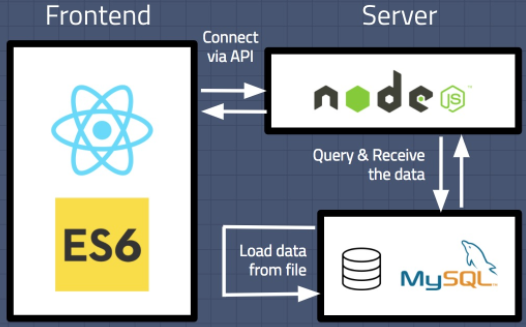 Frontend
Server
Connect
via API
node
JS
ES6
Query & Receive
the data
Load data
from file
MySQL